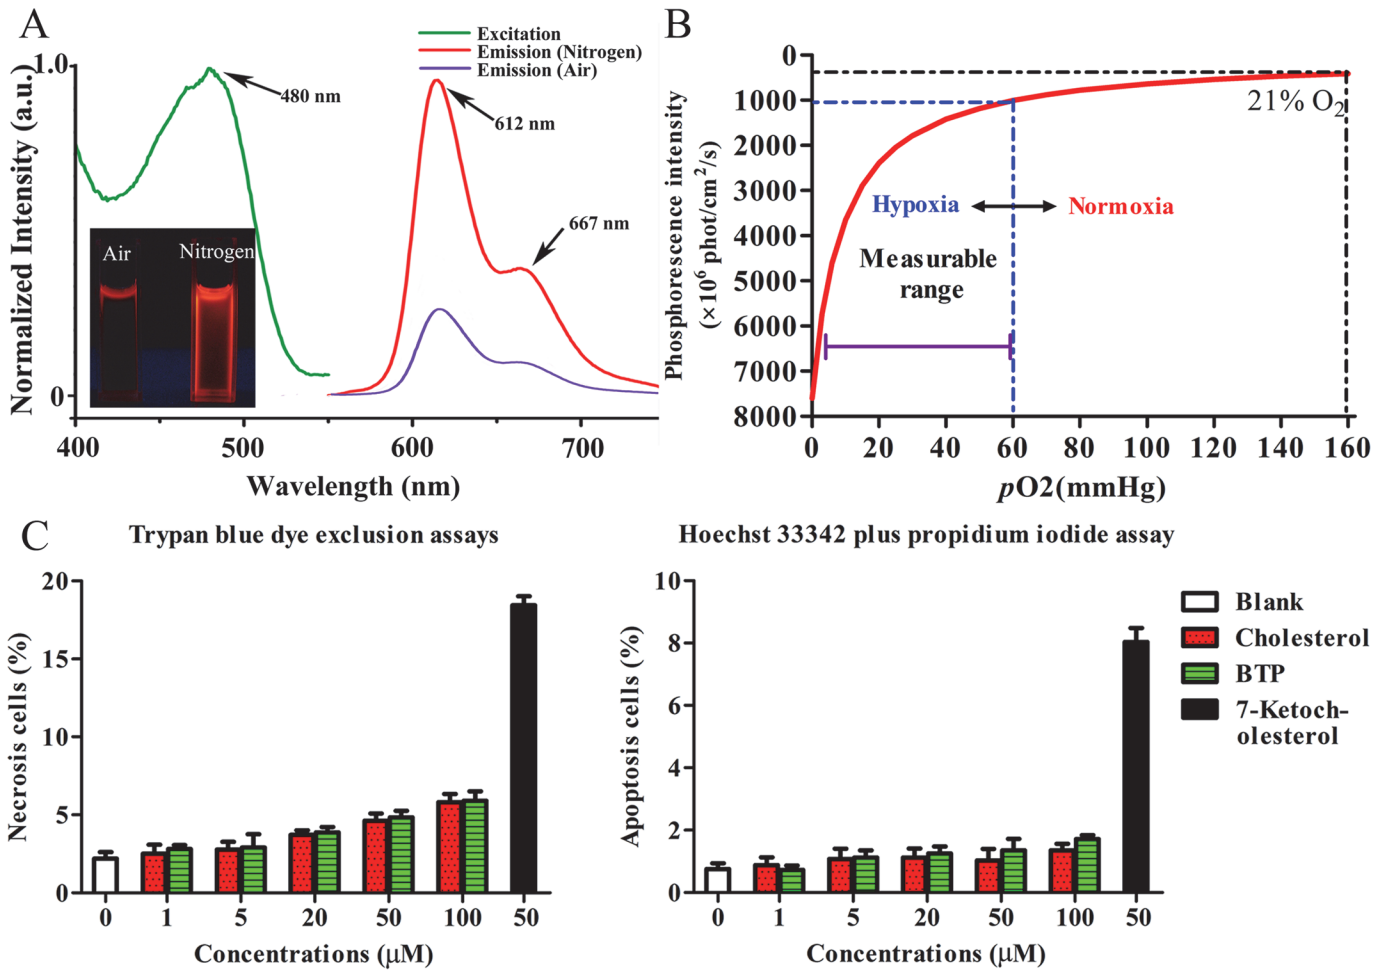 A
Normalized Intensity (a.u.)
1.0
0
Excitation
Emission (Nitrogen)
Emission (Air)
480 nm
612 nm
667 nm
Air
Nitrogen
400
500
600
700
Wavelength (nm)
B
Phosphorescence intensity
(×10⁶ phot/cm²/s)
0
1000
2000
3000
4000
5000
6000
7000
8000
21% O₂
Hypoxia
Normoxia
Measurable
range
0
20
40
60
80
100
120
140
160
pO2(mmHg)
C
Trypan blue dye exclusion assays
Necrosis cells (%)
20
15
10
5
0
0
1
5
20
50
100
50
Concentrations (μM)
Hoechst 33342 plus propidium iodide assay
Apoptosis cells (%)
10
8
6
4
2
0
0
1
5
20
50
100
50
Concentrations (μM)
Blank
Cholesterol
BTP
7-Ketoch-
olesterol